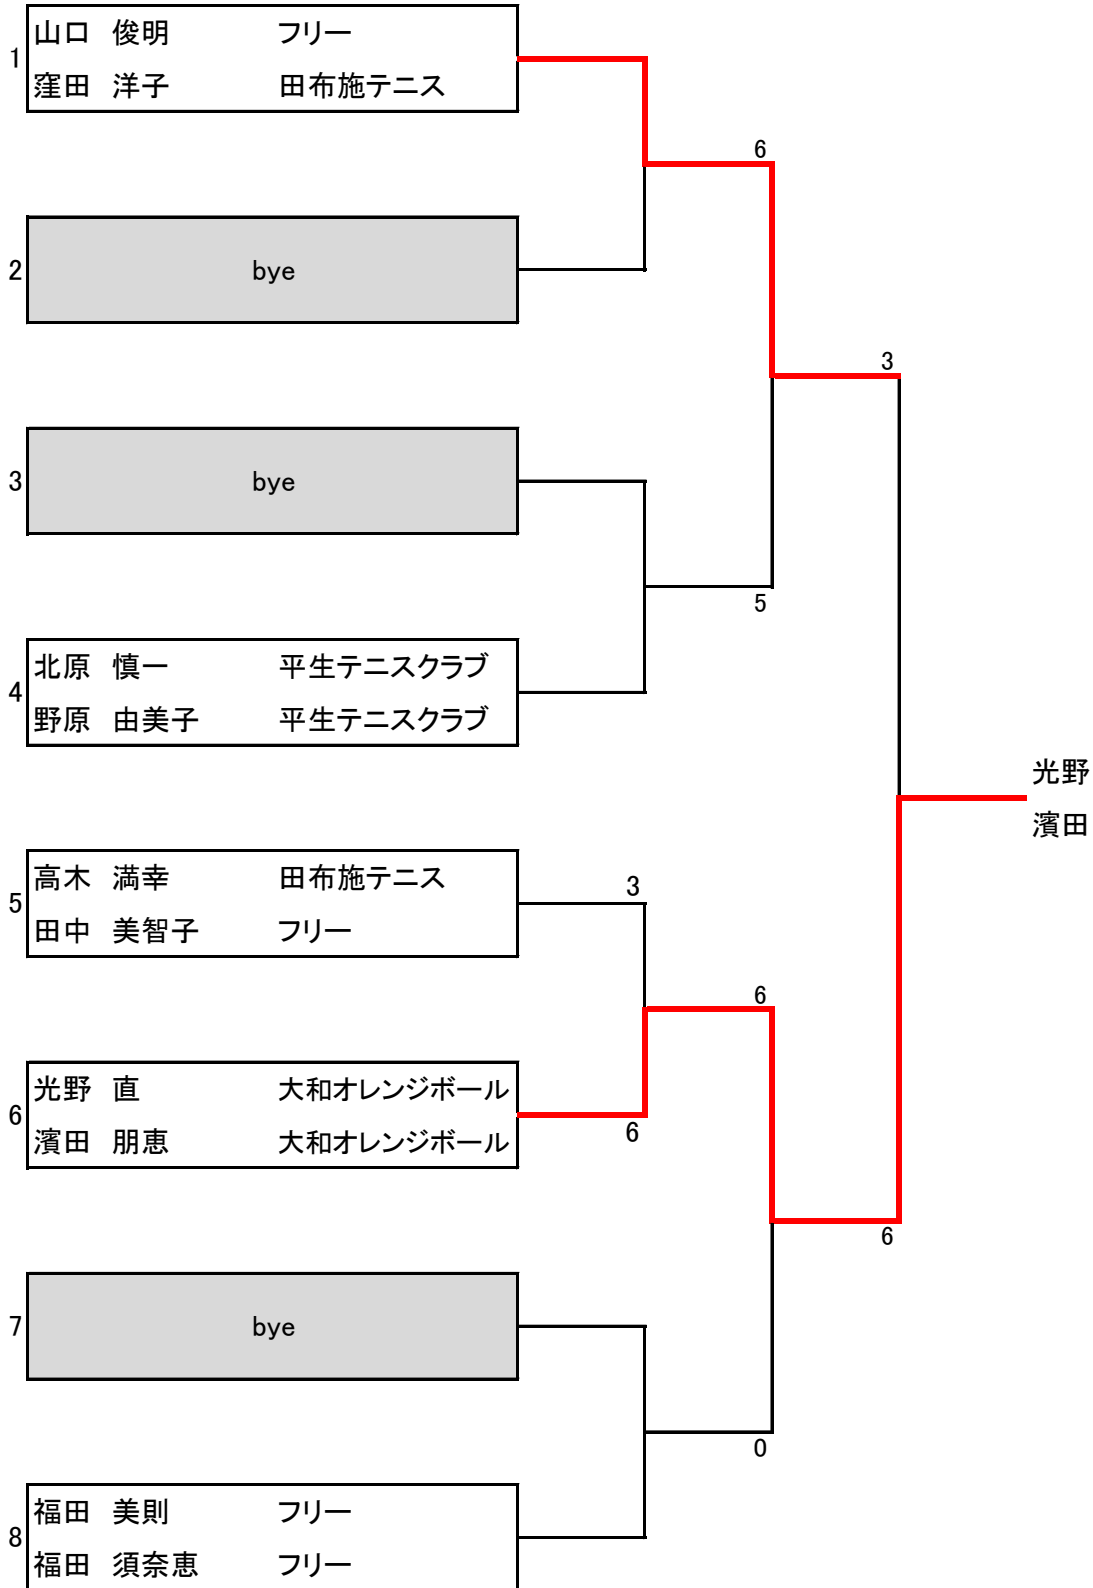 山口 俊明 フリー
1
窪田 洋子 田布施テニス
6
2 bye
3
3 bye
5
北原 慎一 平生テニスクラブ
4
野原 由美子 平生テニスクラブ
光野
濱田
高木 満幸 田布施テニス
3
5
田中 美智子 フリー
6
光野 直 大和オレンジボール
6
濱田 朋恵 大和オレンジボール
6
6
7 bye
0
福田 美則 フリー
8
福田 須奈恵 フリー